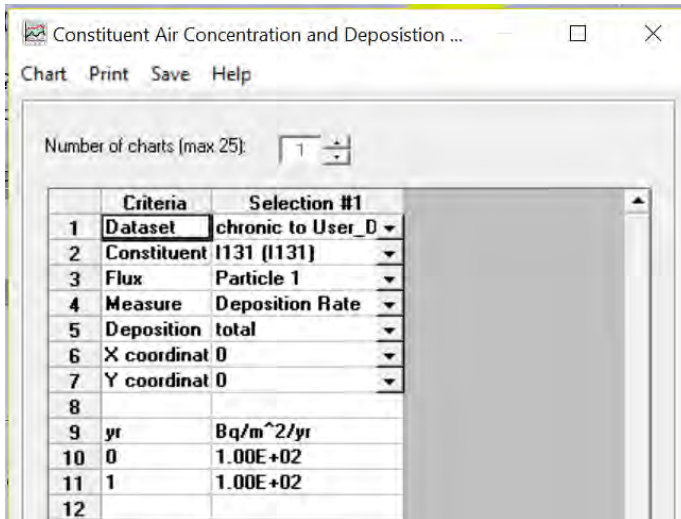 Constituent Air Concentration and Deposistion ...
Chart Print Save Help
Number of charts (max 25): 1
Criteria Selection #1
1 Dataset chronic to User_D
2 Constituent I131 (I131)
3 Flux Particle 1
4 Measure Deposition Rate
5 Deposition total
6 X coordinat 0
7 Y coordinat 0
8
9 yr Bq/m^2/yr
10 0 1.00E+02
11 1 1.00E+02
12